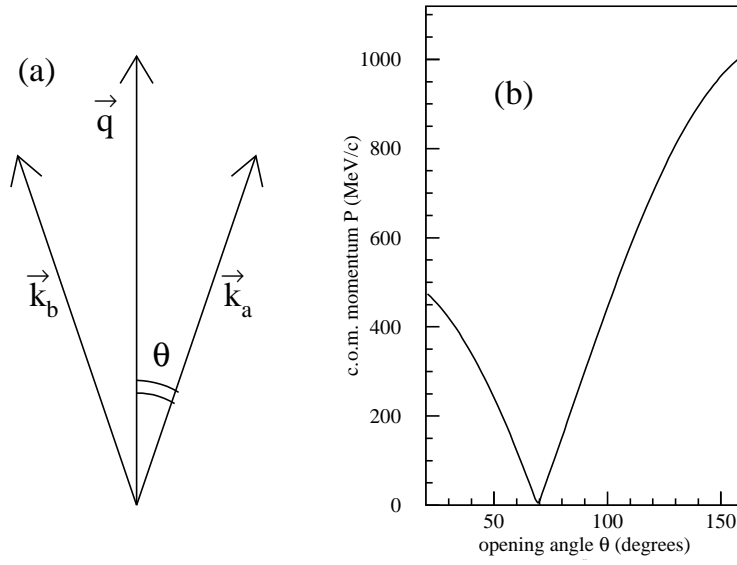 (a)
q
k_b
k_a
θ
(b)
c.o.m. momentum P (MeV/c)
1000
800
600
400
200
0
50
100
150
opening angle θ (degrees)